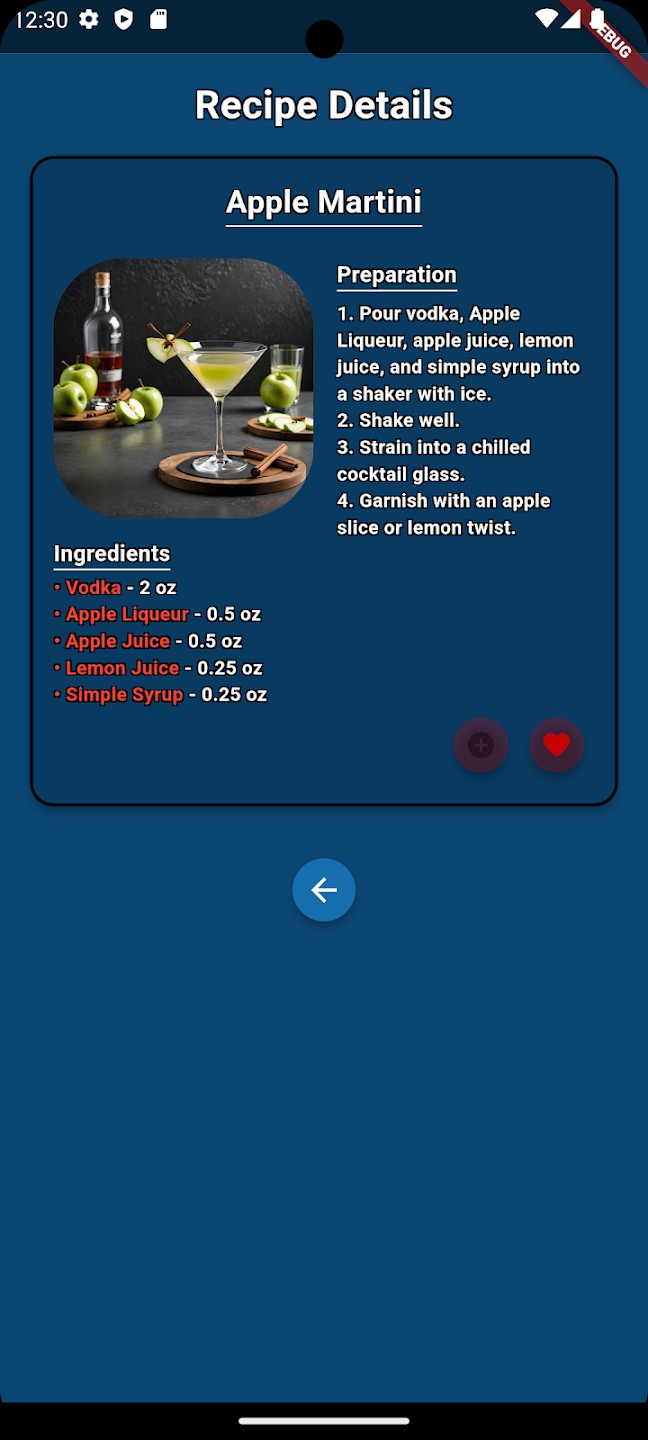 12:30
DEBUG
Recipe Details
Apple Martini
Preparation
1. Pour vodka, Apple
Liqueur, apple juice, lemon
juice, and simple syrup into
a shaker with ice.
2. Shake well.
3. Strain into a chilled
cocktail glass.
4. Garnish with an apple
slice or lemon twist.
Ingredients
• Vodka - 2 oz
• Apple Liqueur - 0.5 oz
• Apple Juice - 0.5 oz
• Lemon Juice - 0.25 oz
• Simple Syrup - 0.25 oz